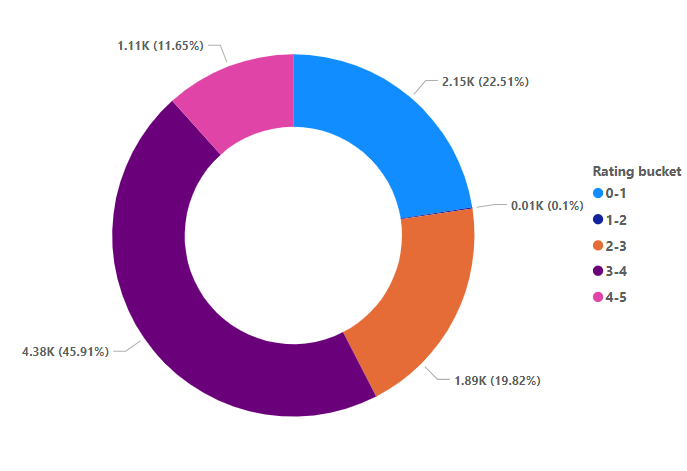 1.11K (11.65%)
2.15K (22.51%)
0.01K (0.1%)
1.89K (19.82%)
4.38K (45.91%)
Rating bucket
0-1
1-2
2-3
3-4
4-5